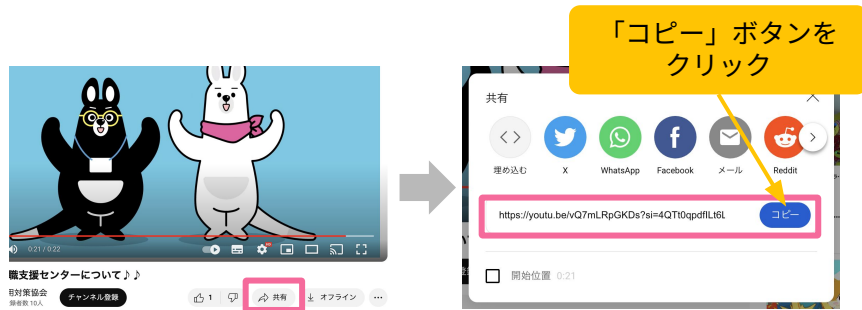 「コピー」ボタンを
クリック
0:21 / 0:22
職支援センターについて♪♪
対策協会
録者数 10人
チャンネル登録
1
共有
オフライン
共有
埋め込む
X
WhatsApp
Facebook
メール
Reddit
https://youtu.be/vQ7mLRpGKDs?si=4QTt0qpdfILt6L
コピー
開始位置 0:21